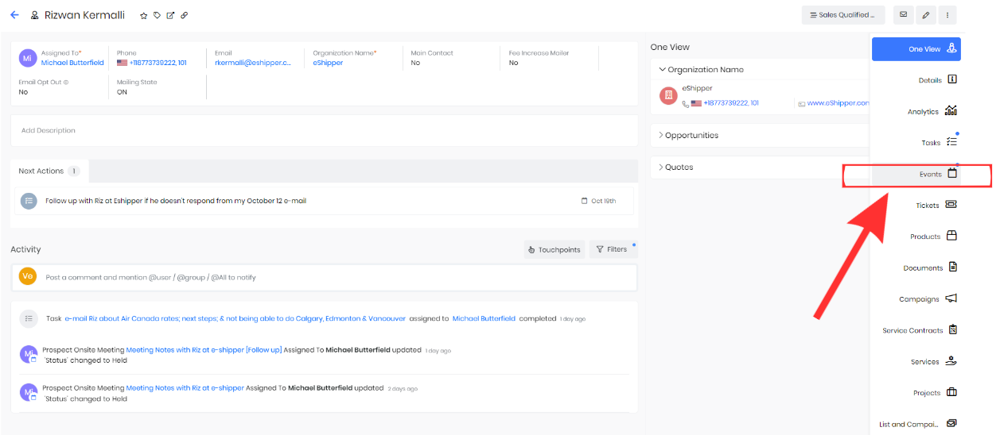 Rizwan Kermalli
Sales Qualified ...
Mi
Assigned To*
Michael Butterfield
Phone
+118773739222, 101
Email
rkermalli@eshipper.c...
Organization Name*
eShipper
Main Contact
No
Fee Increase Mailer
No
Email Opt Out
No
Mailing State
ON
Add Description
Next Actions 1
Follow up with Riz at Eshipper if he doesn't respond from my October 12 e-mail
Oct 19th
Activity
Touchpoints
Filters
Ve
Post a comment and mention @user / @group / @All to notify
Task e-mail Riz about Air Canada rates; next steps; & not being able to do Calgary, Edmonton & Vancouver assigned to Michael Butterfield completed 1 day ago
Mi
Prospect Onsite Meeting Meeting Notes with Riz at e-shipper [Follow up] Assigned To Michael Butterfield updated 1 day ago
'Status' changed to Held
Mi
Prospect Onsite Meeting Meeting Notes with Riz at e-shipper Assigned To Michael Butterfield updated 2 days ago
'Status' changed to Held
One View
Organization Name
eShipper
+18773739222, 101
www.eShipper.con
Opportunities
Quotes
One View
Details
Analytics
Tasks
Events
Tickets
Products
Documents
Campaigns
Service Contracts
Services
Projects
List and Campai...